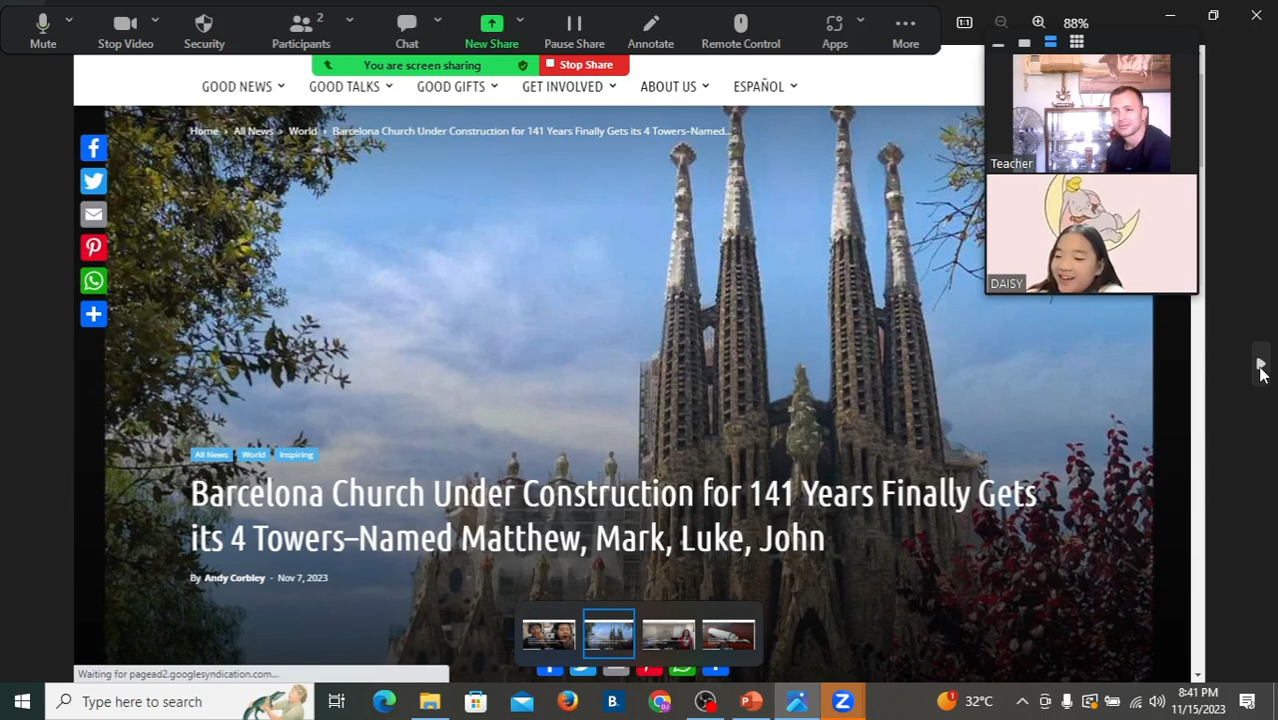 Mute
Stop Video
Security
Participants
2
Chat
New Share
Pause Share
Annotate
Remote Control
Apps
More
1:1
88%
You are screen sharing
Stop Share
GOOD NEWS
GOOD TALKS
GOOD GIFTS
GET INVOLVED
ABOUT US
ESPAÑOL
Home
All News
World
Barcelona Church Under Construction for 141 Years Finally Gets its 4 Towers–Named...
Teacher
DAISY
All News
World
Inspiring
Barcelona Church Under Construction for 141 Years Finally Gets
its 4 Towers–Named Matthew, Mark, Luke, John
By Andy Corbley - Nov 7, 2023
Waiting for pagead2.googlesyndication.com...
Type here to search
B.
DJ
1
32°C
8:41 PM
11/15/2023